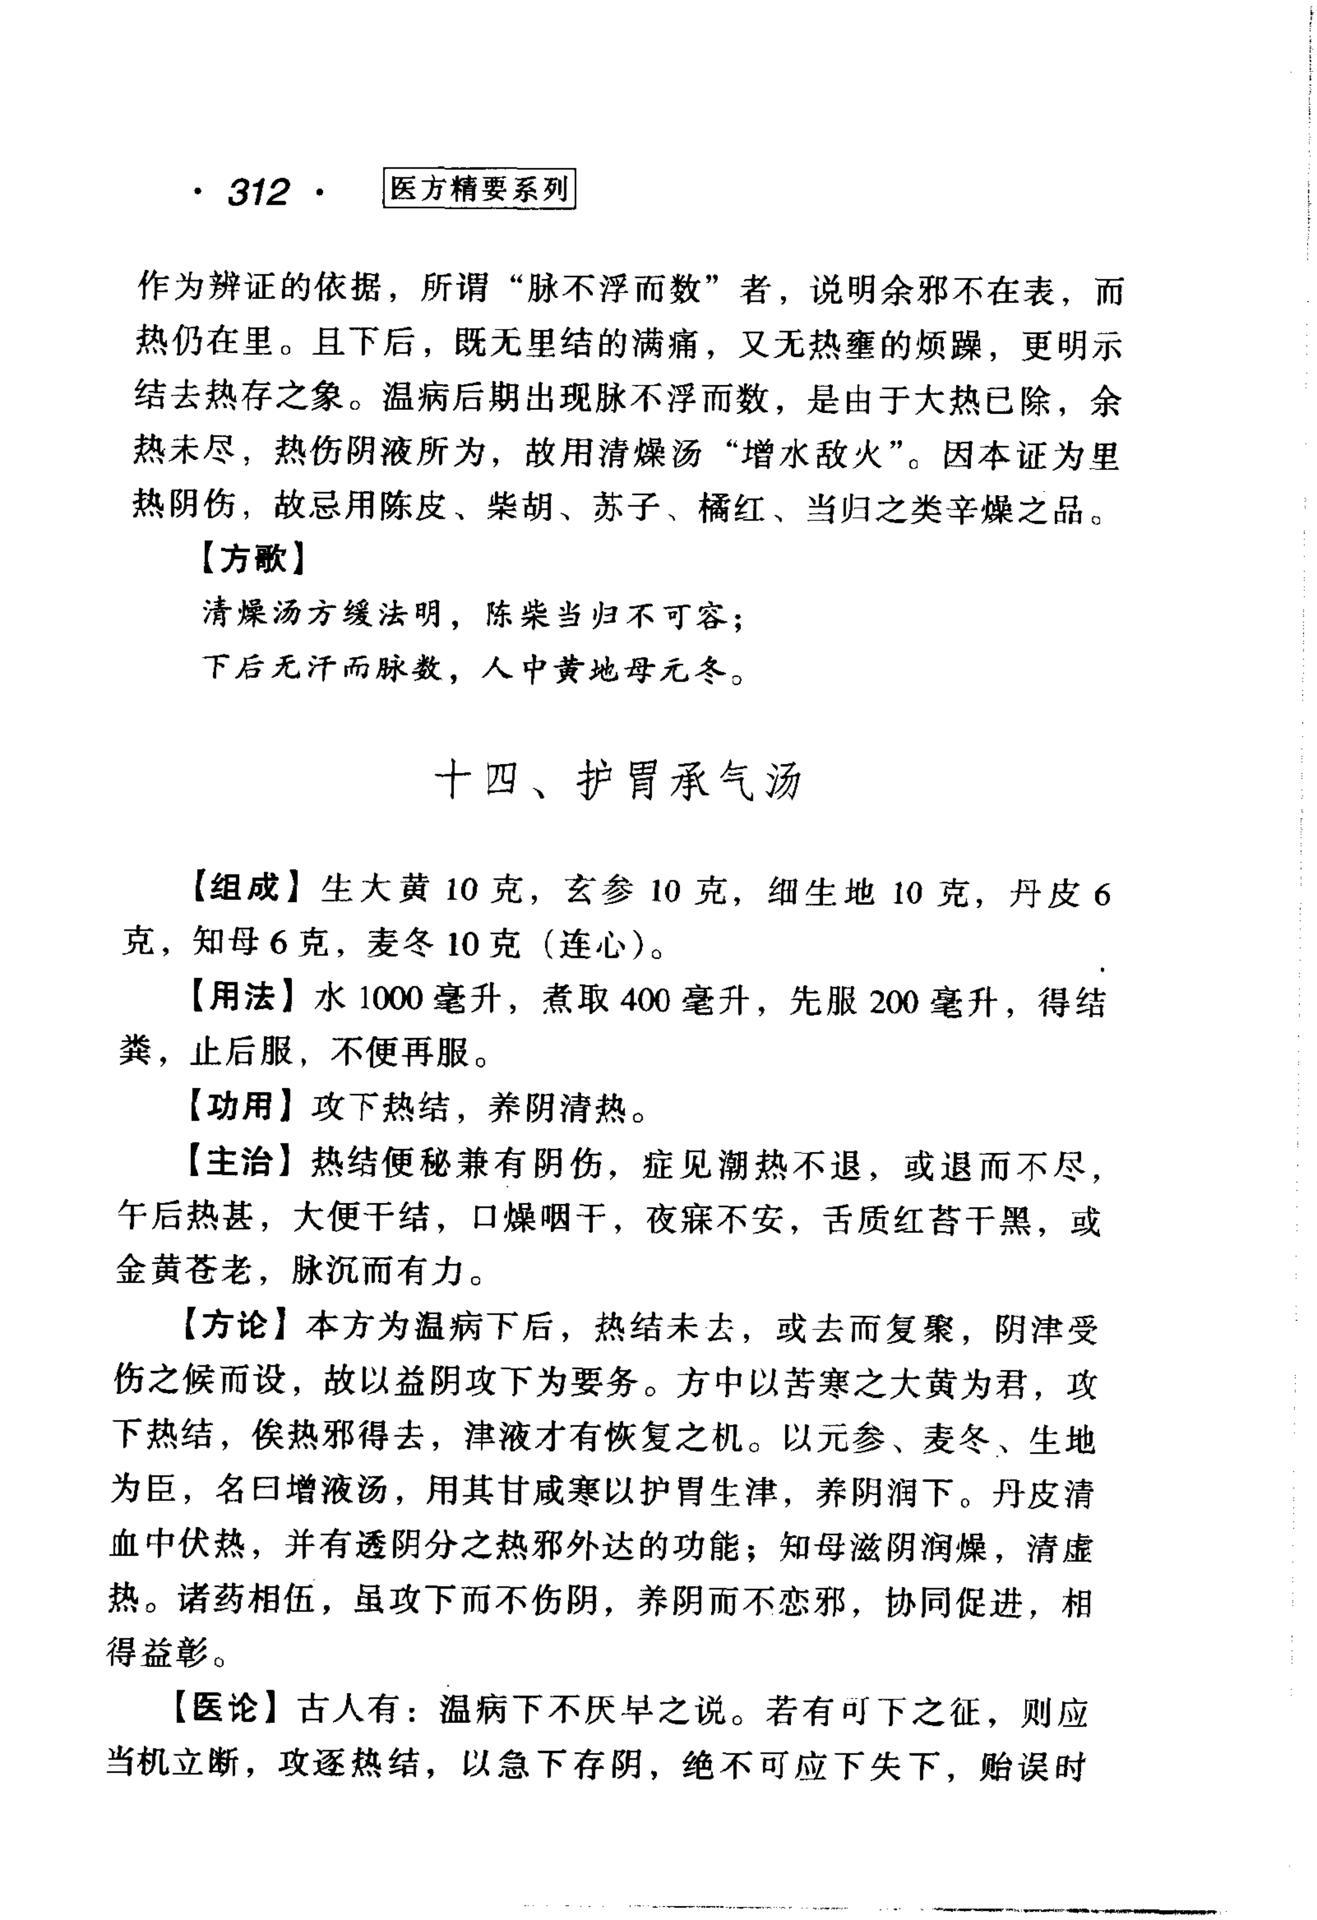 · 312 · 医方精要系列
作为辨证的依据，所谓“脉不浮而数”者，说明余邪不在表，而
热仍在里。且下后，既无里结的满痛，又无热壅的烦躁，更明示
结去热存之象。温病后期出现脉不浮而数，是由于大热已除，余
热未尽，热伤阴液所为，故用清燥汤“增水敌火”。因本证为里
热阴伤，故忌用陈皮、柴胡、苏子、橘红、当归之类辛燥之品。
【方歌】
清燥汤方缓法明，陈柴当归不可容；
下后无汗而脉数，人中黄地母元冬。
十四、护胃承气汤
【组成】生大黄 10 克，玄参 10 克，细生地 10 克，丹皮 6
克，知母 6 克，麦冬 10 克（连心）。
【用法】水 1000 毫升，煮取 400 毫升，先服 200 毫升，得结
粪，止后服，不便再服。
【功用】攻下热结，养阴清热。
【主治】热结便秘兼有阴伤，症见潮热不退，或退而不尽，
午后热甚，大便干结，口燥咽干，夜寐不安，舌质红苔干黑，或
金黄苍老，脉沉而有力。
【方论】本方为温病下后，热结未去，或去而复聚，阴津受
伤之候而设，故以益阴攻下为要务。方中以苦寒之大黄为君，攻
下热结，俟热邪得去，津液才有恢复之机。以元参、麦冬、生地
为臣，名曰增液汤，用其甘咸寒以护胃生津，养阴润下。丹皮清
血中伏热，并有透阴分之热邪外达的功能；知母滋阴润燥，清虚
热。诸药相伍，虽攻下而不伤阴，养阴而不恋邪，协同促进，相
得益彰。
【医论】古人有：温病下不厌早之说。若有可下之征，则应
当机立断，攻逐热结，以急下存阴，绝不可应下失下，贻误时